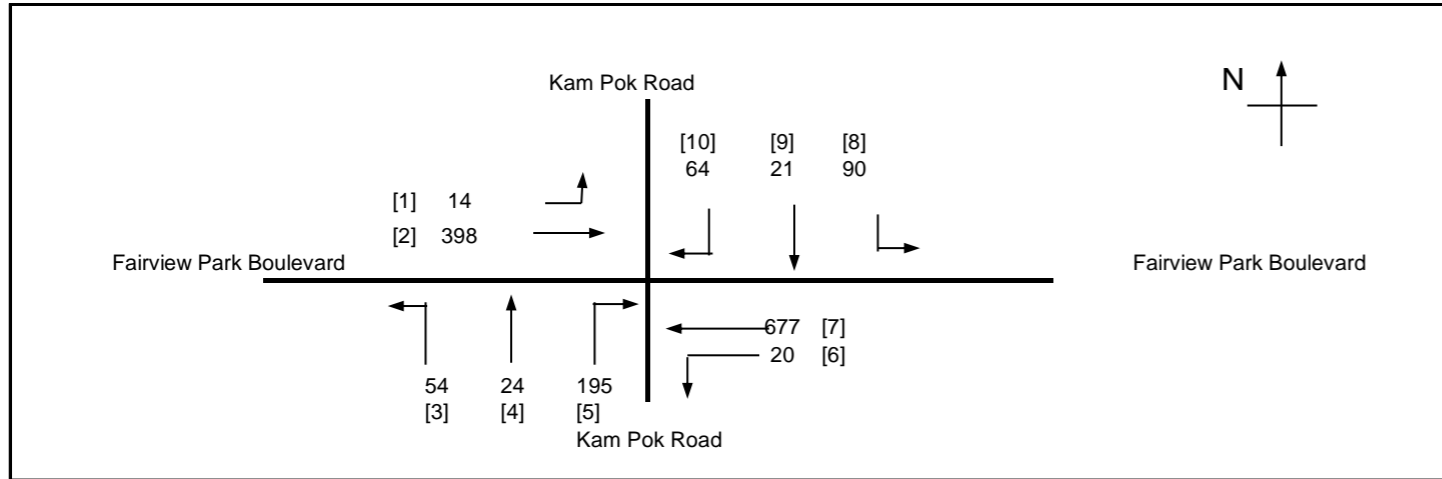 Kam Pok Road
N
[10] [9] [8]
64 21 90
[1] 14
[2] 398
Fairview Park Boulevard
Fairview Park Boulevard
677 [7]
20 [6]
54 24 195
[3] [4] [5]
Kam Pok Road